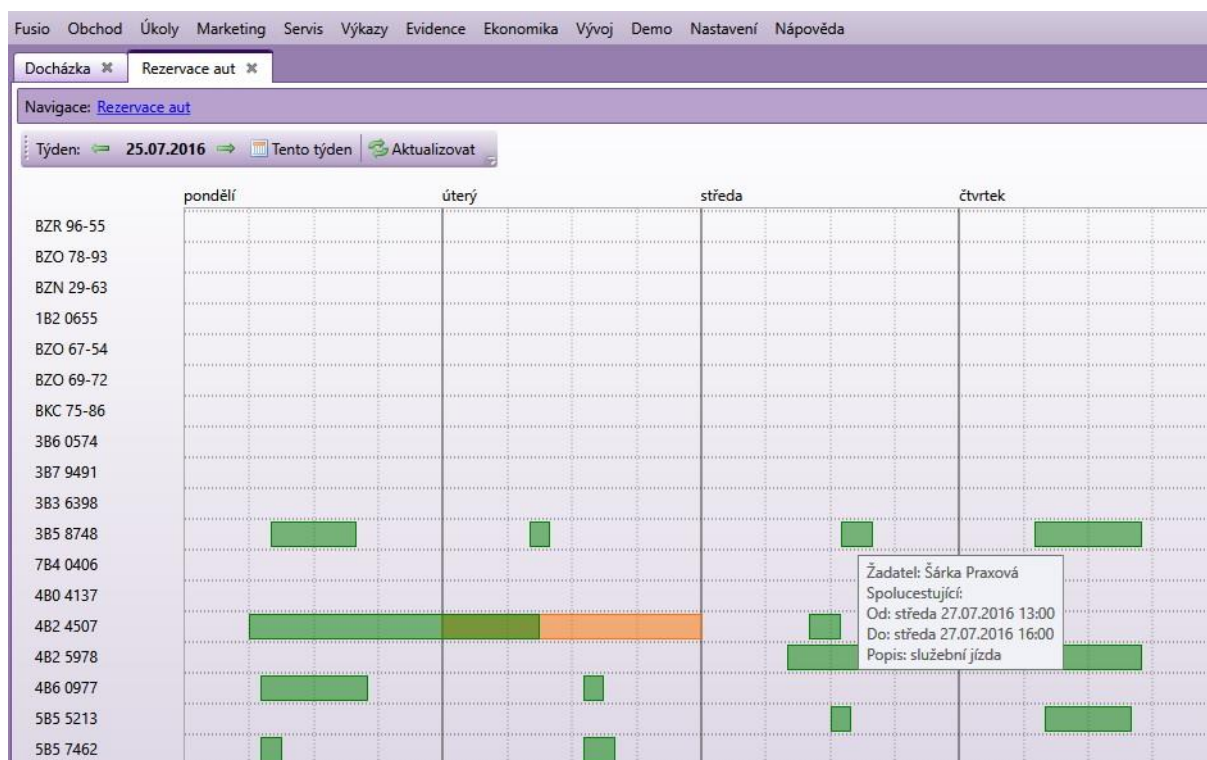 Fusio Obchod Úkoly Marketing Servis Výkazy Evidence Ekonomika Vývoj Demo Nastavení Nápověda
Docházka Rezervace aut
Navigace: Rezervace aut
Týden: 25.07.2016 Tento týden Aktualizovat
pondělí úterý středa čtvrtek
BZR 96-55
BZO 78-93
BZN 29-63
1B2 0655
BZO 67-54
BZO 69-72
BKC 75-86
3B6 0574
3B7 9491
3B3 6398
3B5 8748
7B4 0406
4B0 4137
4B2 4507
4B2 5978
4B6 0977
5B5 5213
5B5 7462
Žadatel: Šárka Praxová
Spolucestující:
Od: středa 27.07.2016 13:00
Do: středa 27.07.2016 16:00
Popis: služební jízda